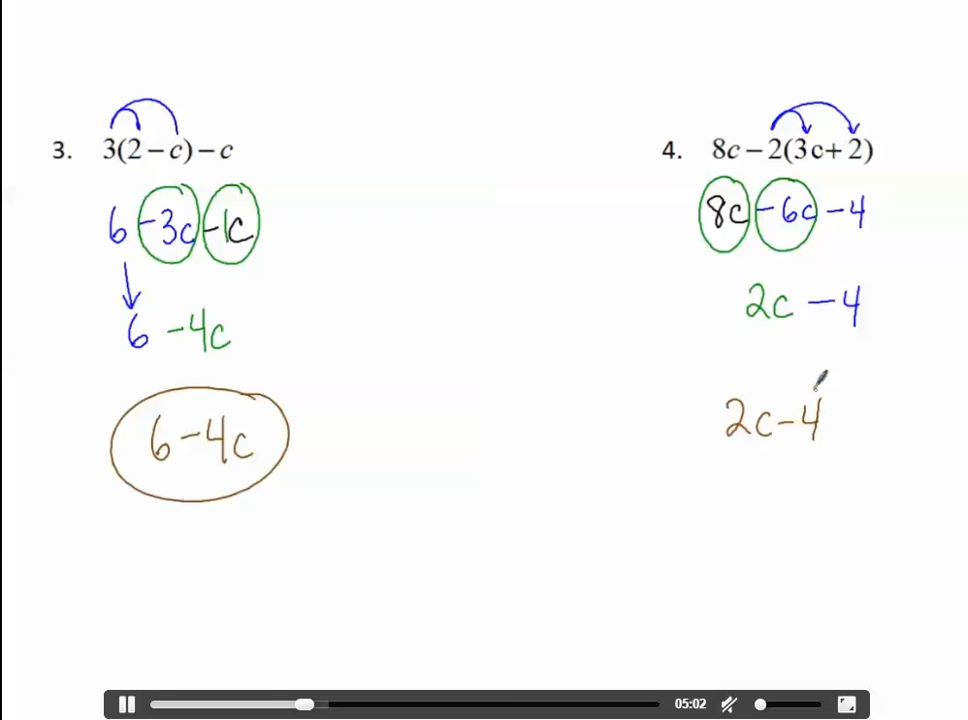 3. 3(2 − c) − c
6 −3c −1c
6 −4c
6 −4c
4. 8c − 2(3c + 2)
8c −6c −4
2c −4
2c −4
05:02